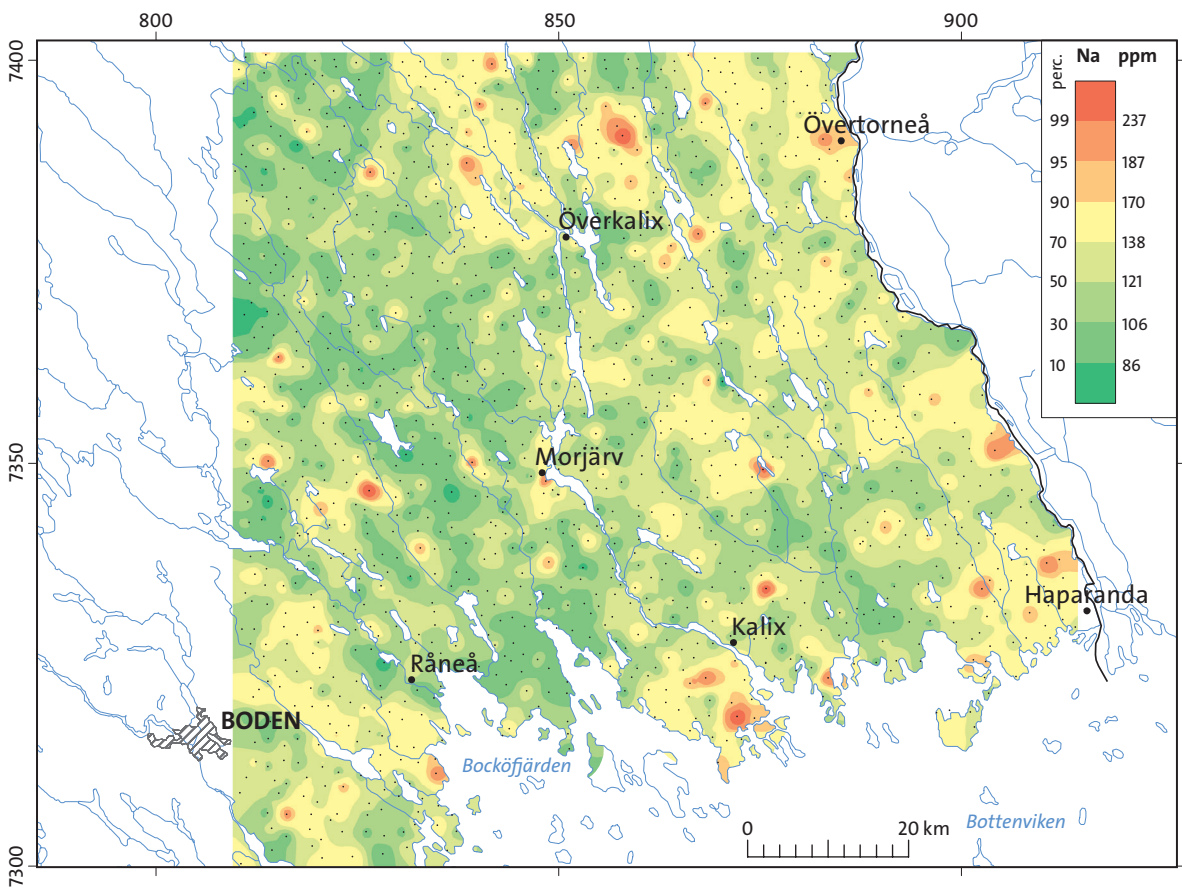 800 850 900
7400
perc. Na ppm
99 237
95 187
90 170
70 138
50 121
30 106
10 86
Övertorneå
Överkalix
7350
Morjärv
Haparanda
Kalix
Råneå
BODEN
Bocköfjärden
0 20 km
Bottenviken
7300